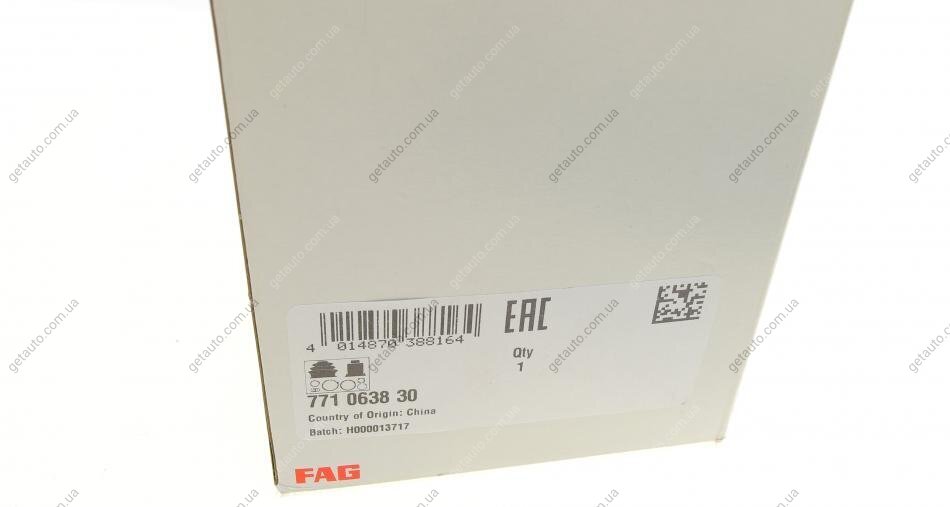 EAC
4 014870 388164
Qty
1
771 0638 30
Country of Origin: China
Batch: H000013717
FAG
getauto.com.ua